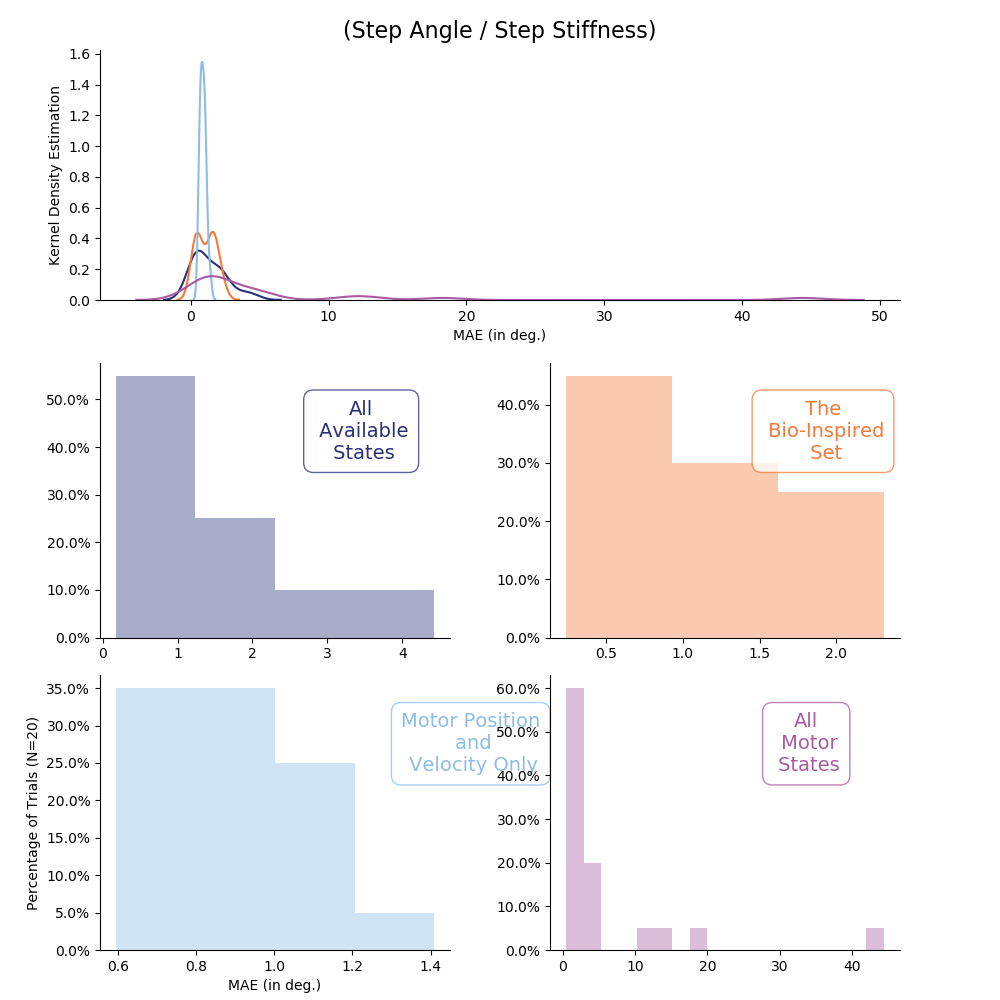 (Step Angle / Step Stiffness)
Kernel Density Estimation
1.6
1.4
1.2
1.0
0.8
0.6
0.4
0.2
0.0
0 10 20 30 40 50
MAE (in deg.)
50.0%
40.0%
30.0%
20.0%
10.0%
0.0%
0 1 2 3 4
All
Available
States
40.0%
30.0%
20.0%
10.0%
0.0%
0.5 1.0 1.5 2.0
The
Bio-Inspired
Set
Percentage of Trials (N=20)
35.0%
30.0%
25.0%
20.0%
15.0%
10.0%
5.0%
0.0%
0.6 0.8 1.0 1.2 1.4
MAE (in deg.)
Motor Position
and
Velocity Only
60.0%
50.0%
40.0%
30.0%
20.0%
10.0%
0.0%
0 10 20 30 40
All
Motor
States